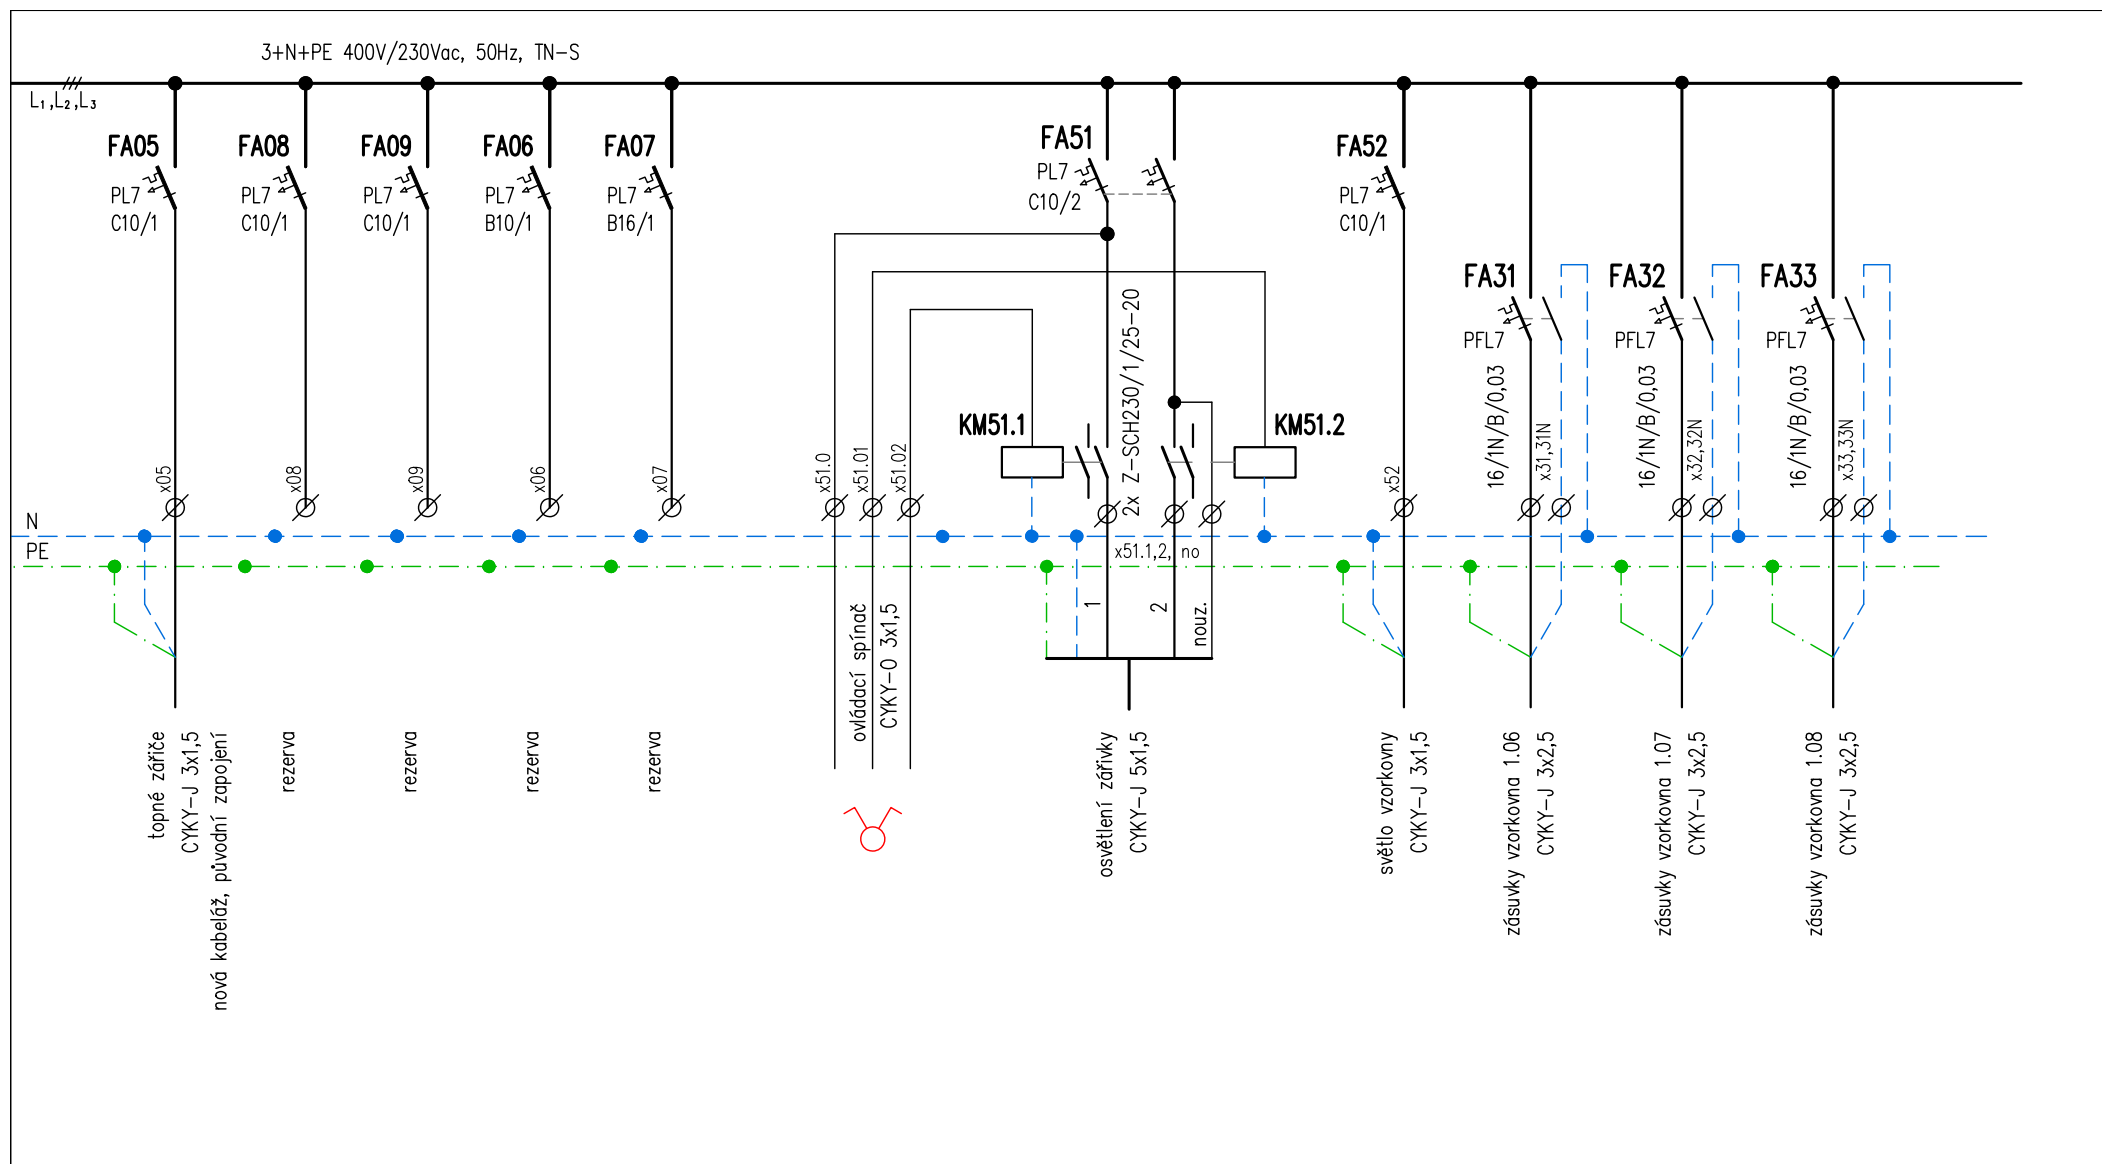 3+N+PE 400V/230Vac, 50Hz, TN-S
L1,L2,L3
FA05
PL7
C10/1
FA08
PL7
C10/1
FA09
PL7
C10/1
FA06
PL7
B10/1
FA07
PL7
B16/1
FA51
PL7
C10/2
FA52
PL7
C10/1
FA31
PFL7
16/1N/B/0,03
FA32
PFL7
16/1N/B/0,03
FA33
PFL7
16/1N/B/0,03
2x Z-SCH230/1/25-20
KM51.1
KM51.2
x05
x08
x09
x06
x07
x51.0
x51.01
x51.02
x52
x31,31N
x32,32N
x33,33N
N
PE
x51.1,2, no
1
2
nouz.
ovládací spínač
CYKY-O 3x1,5
topné zářiče
CYKY-J 3x1,5
nová kabeláž, původní zapojení
rezerva
rezerva
rezerva
rezerva
osvětlení zářivky
CYKY-J 5x1,5
světlo vzorkovny
CYKY-J 3x1,5
zásuvky vzorkovna 1.06
CYKY-J 3x2,5
zásuvky vzorkovna 1.07
CYKY-J 3x2,5
zásuvky vzorkovna 1.08
CYKY-J 3x2,5